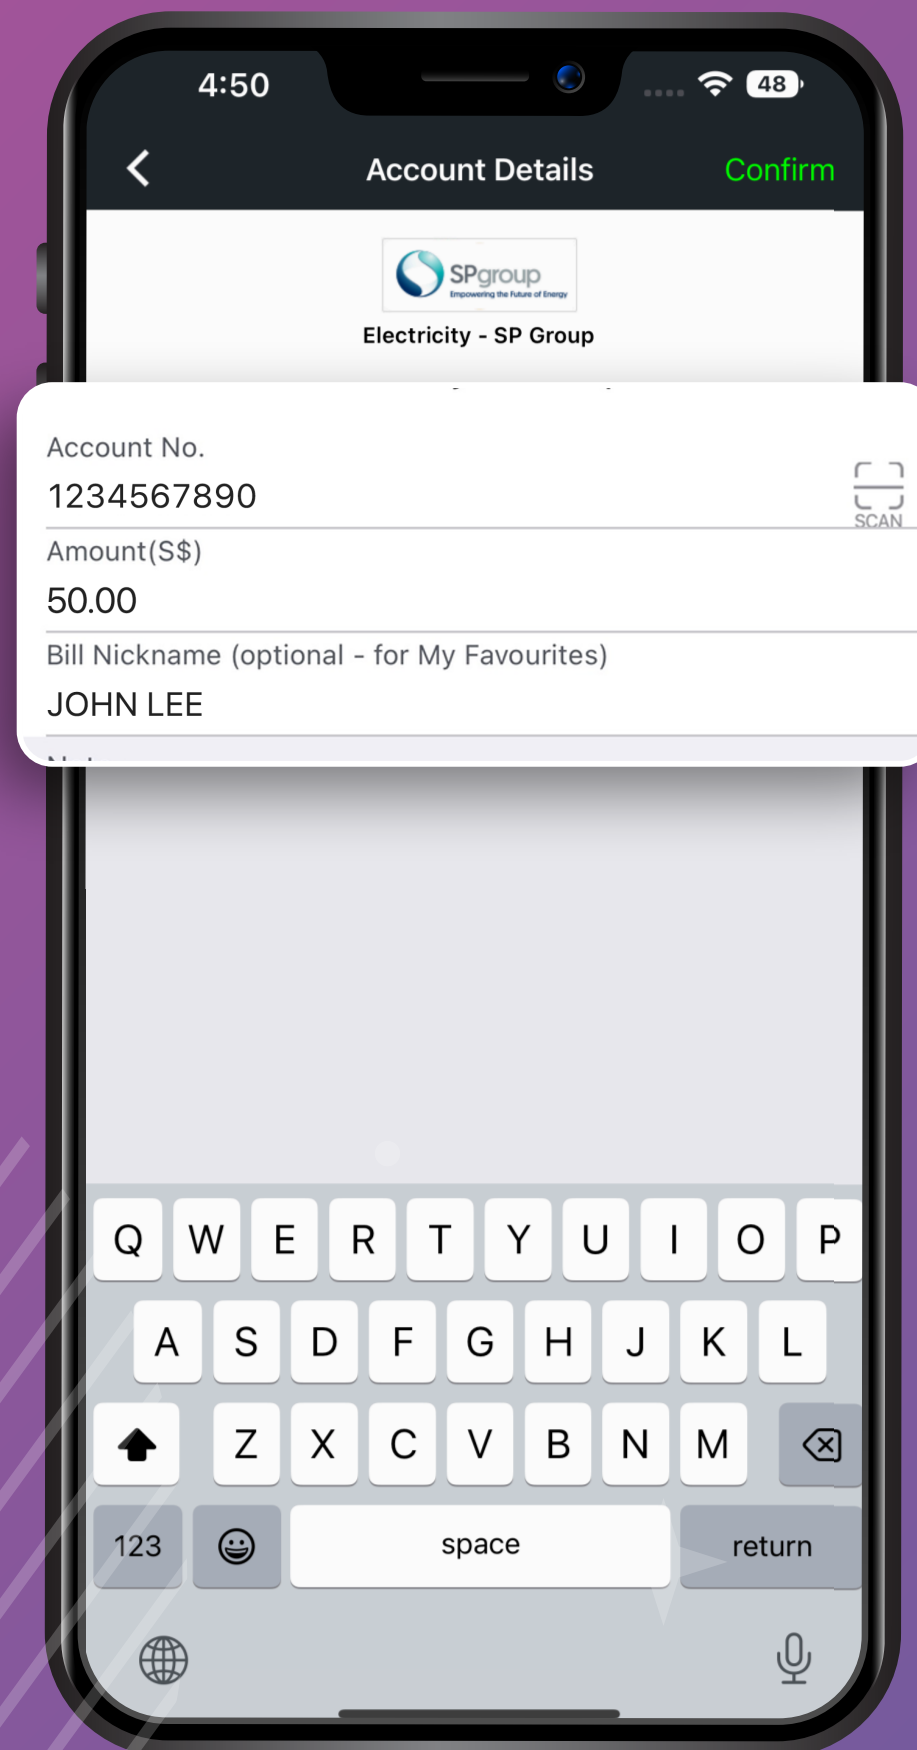 4:50
48
Account Details
Confirm
SPgroup
Empowering the Future of Energy
Electricity - SP Group
Account No.
1234567890
SCAN
Amount(S$)
50.00
Bill Nickname (optional - for My Favourites)
JOHN LEE
Q W E R T Y U I O P
A S D F G H J K L
Z X C V B N M
123
space
return